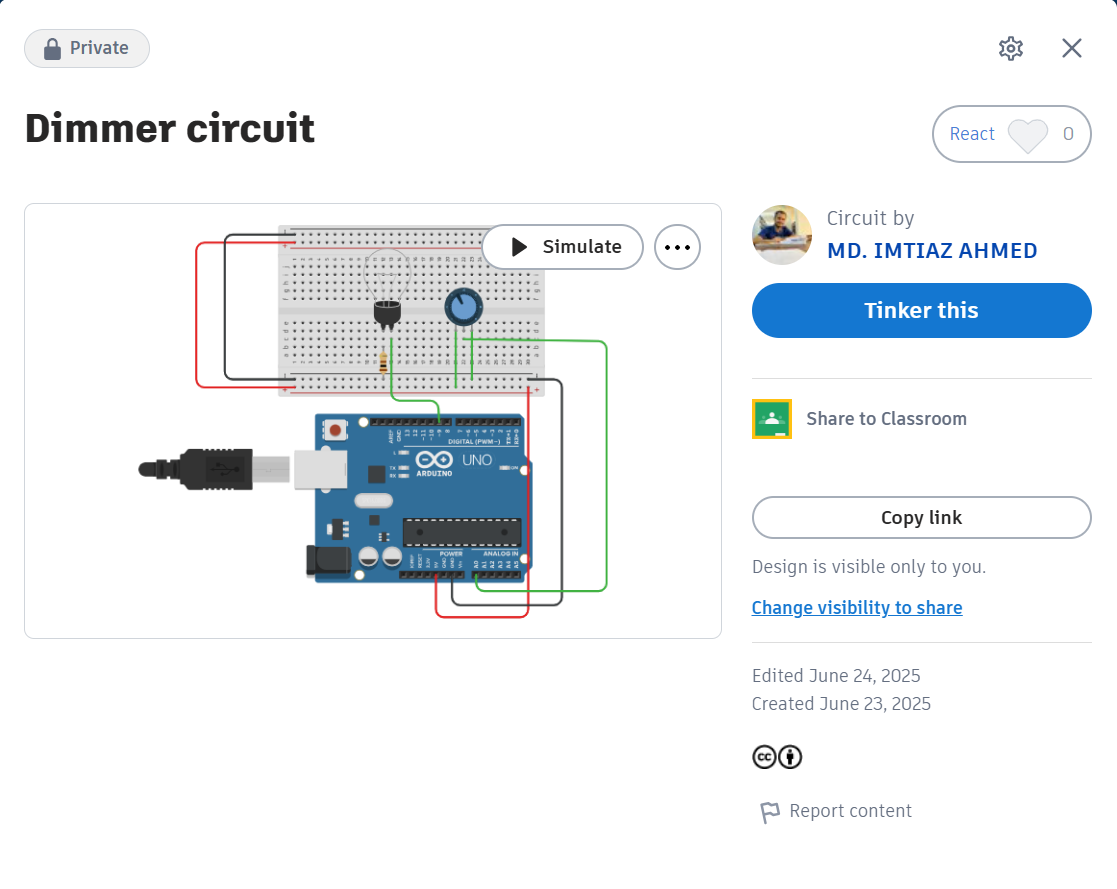 Private
Dimmer circuit
React 0
Simulate
Circuit by
MD. IMTIAZ AHMED
Tinker this
Share to Classroom
DIGITAL (PWM~)
UNO
ARDUINO
POWER
ANALOG IN
Copy link
Design is visible only to you.
Change visibility to share
Edited June 24, 2025
Created June 23, 2025
cc
Report content